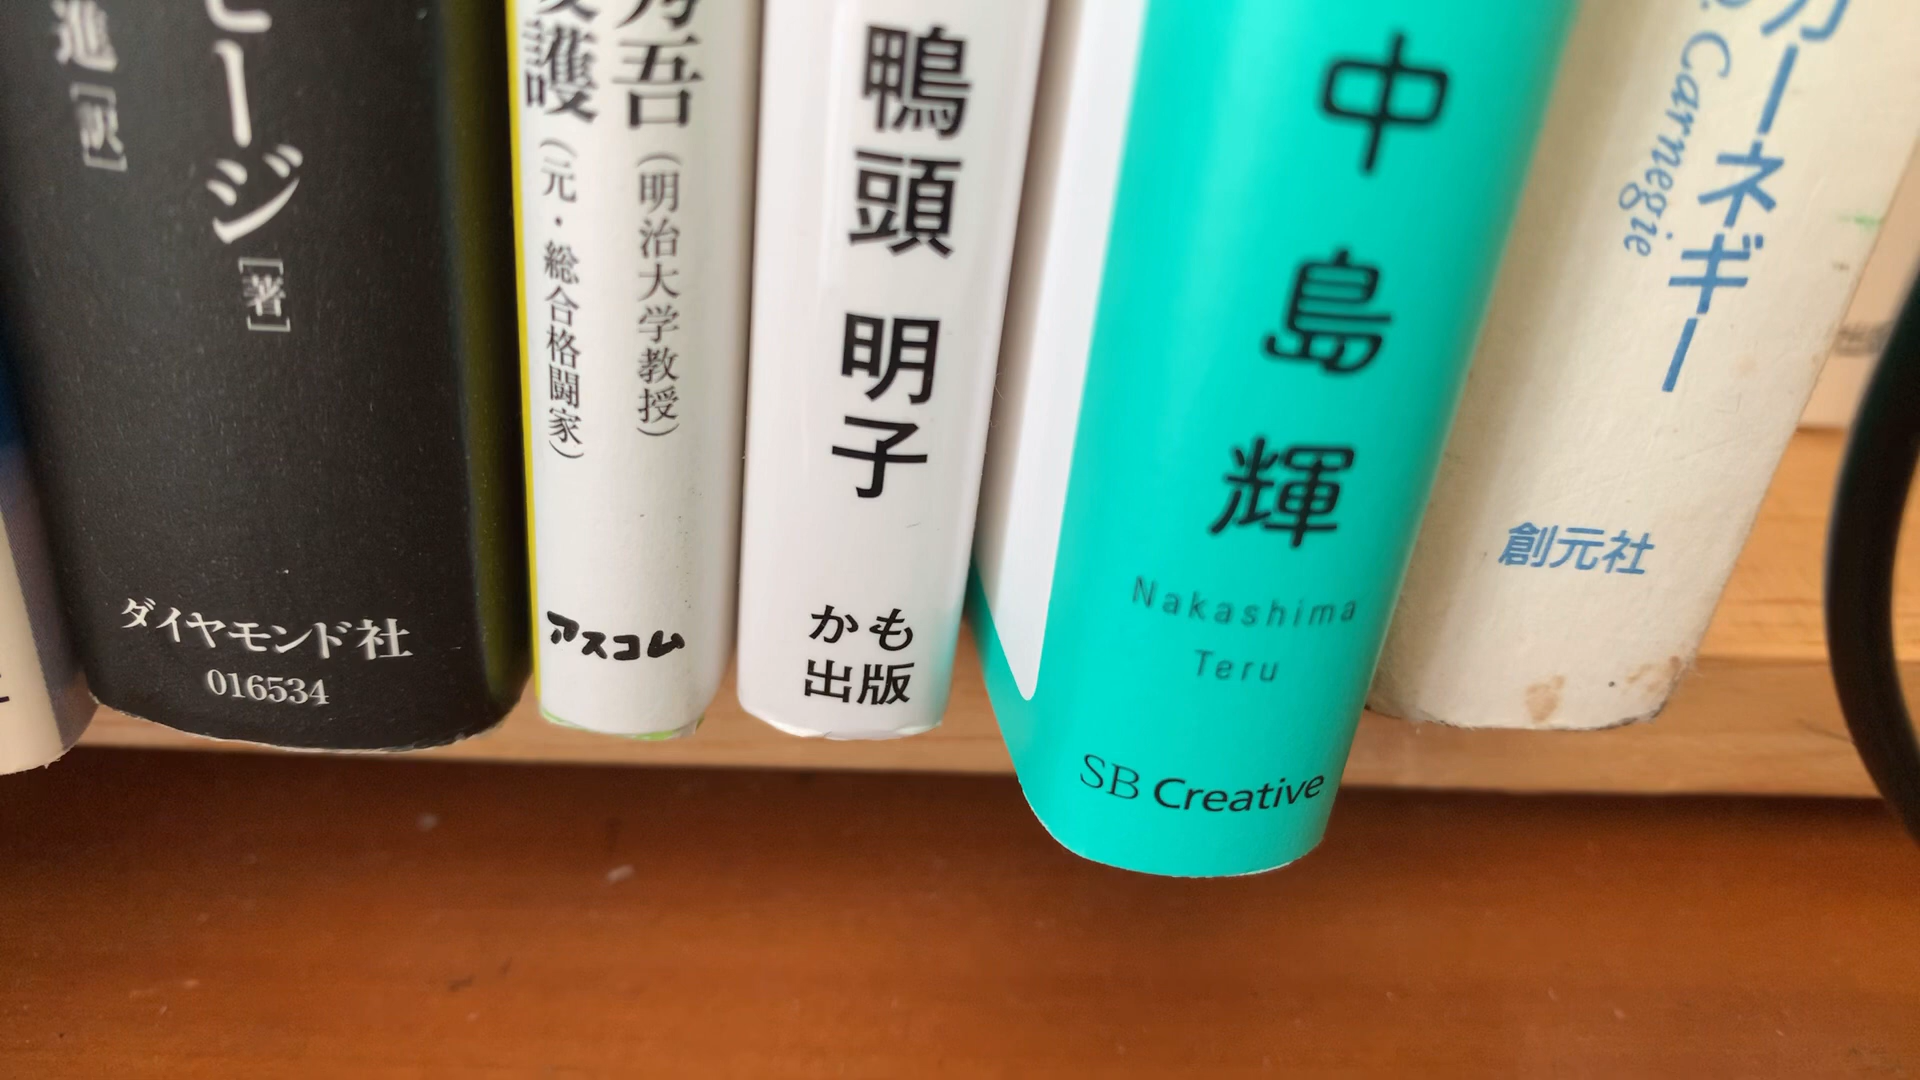 進[訳]
ージ[著]
ダイヤモンド社
016534
吾(明治大学教授)
護(元・総合格闘家)
アスコム
鴨頭 明子
かも
出版
中島輝
Nakashima
Teru
SB Creative
カーネギー
Carnegie
創元社